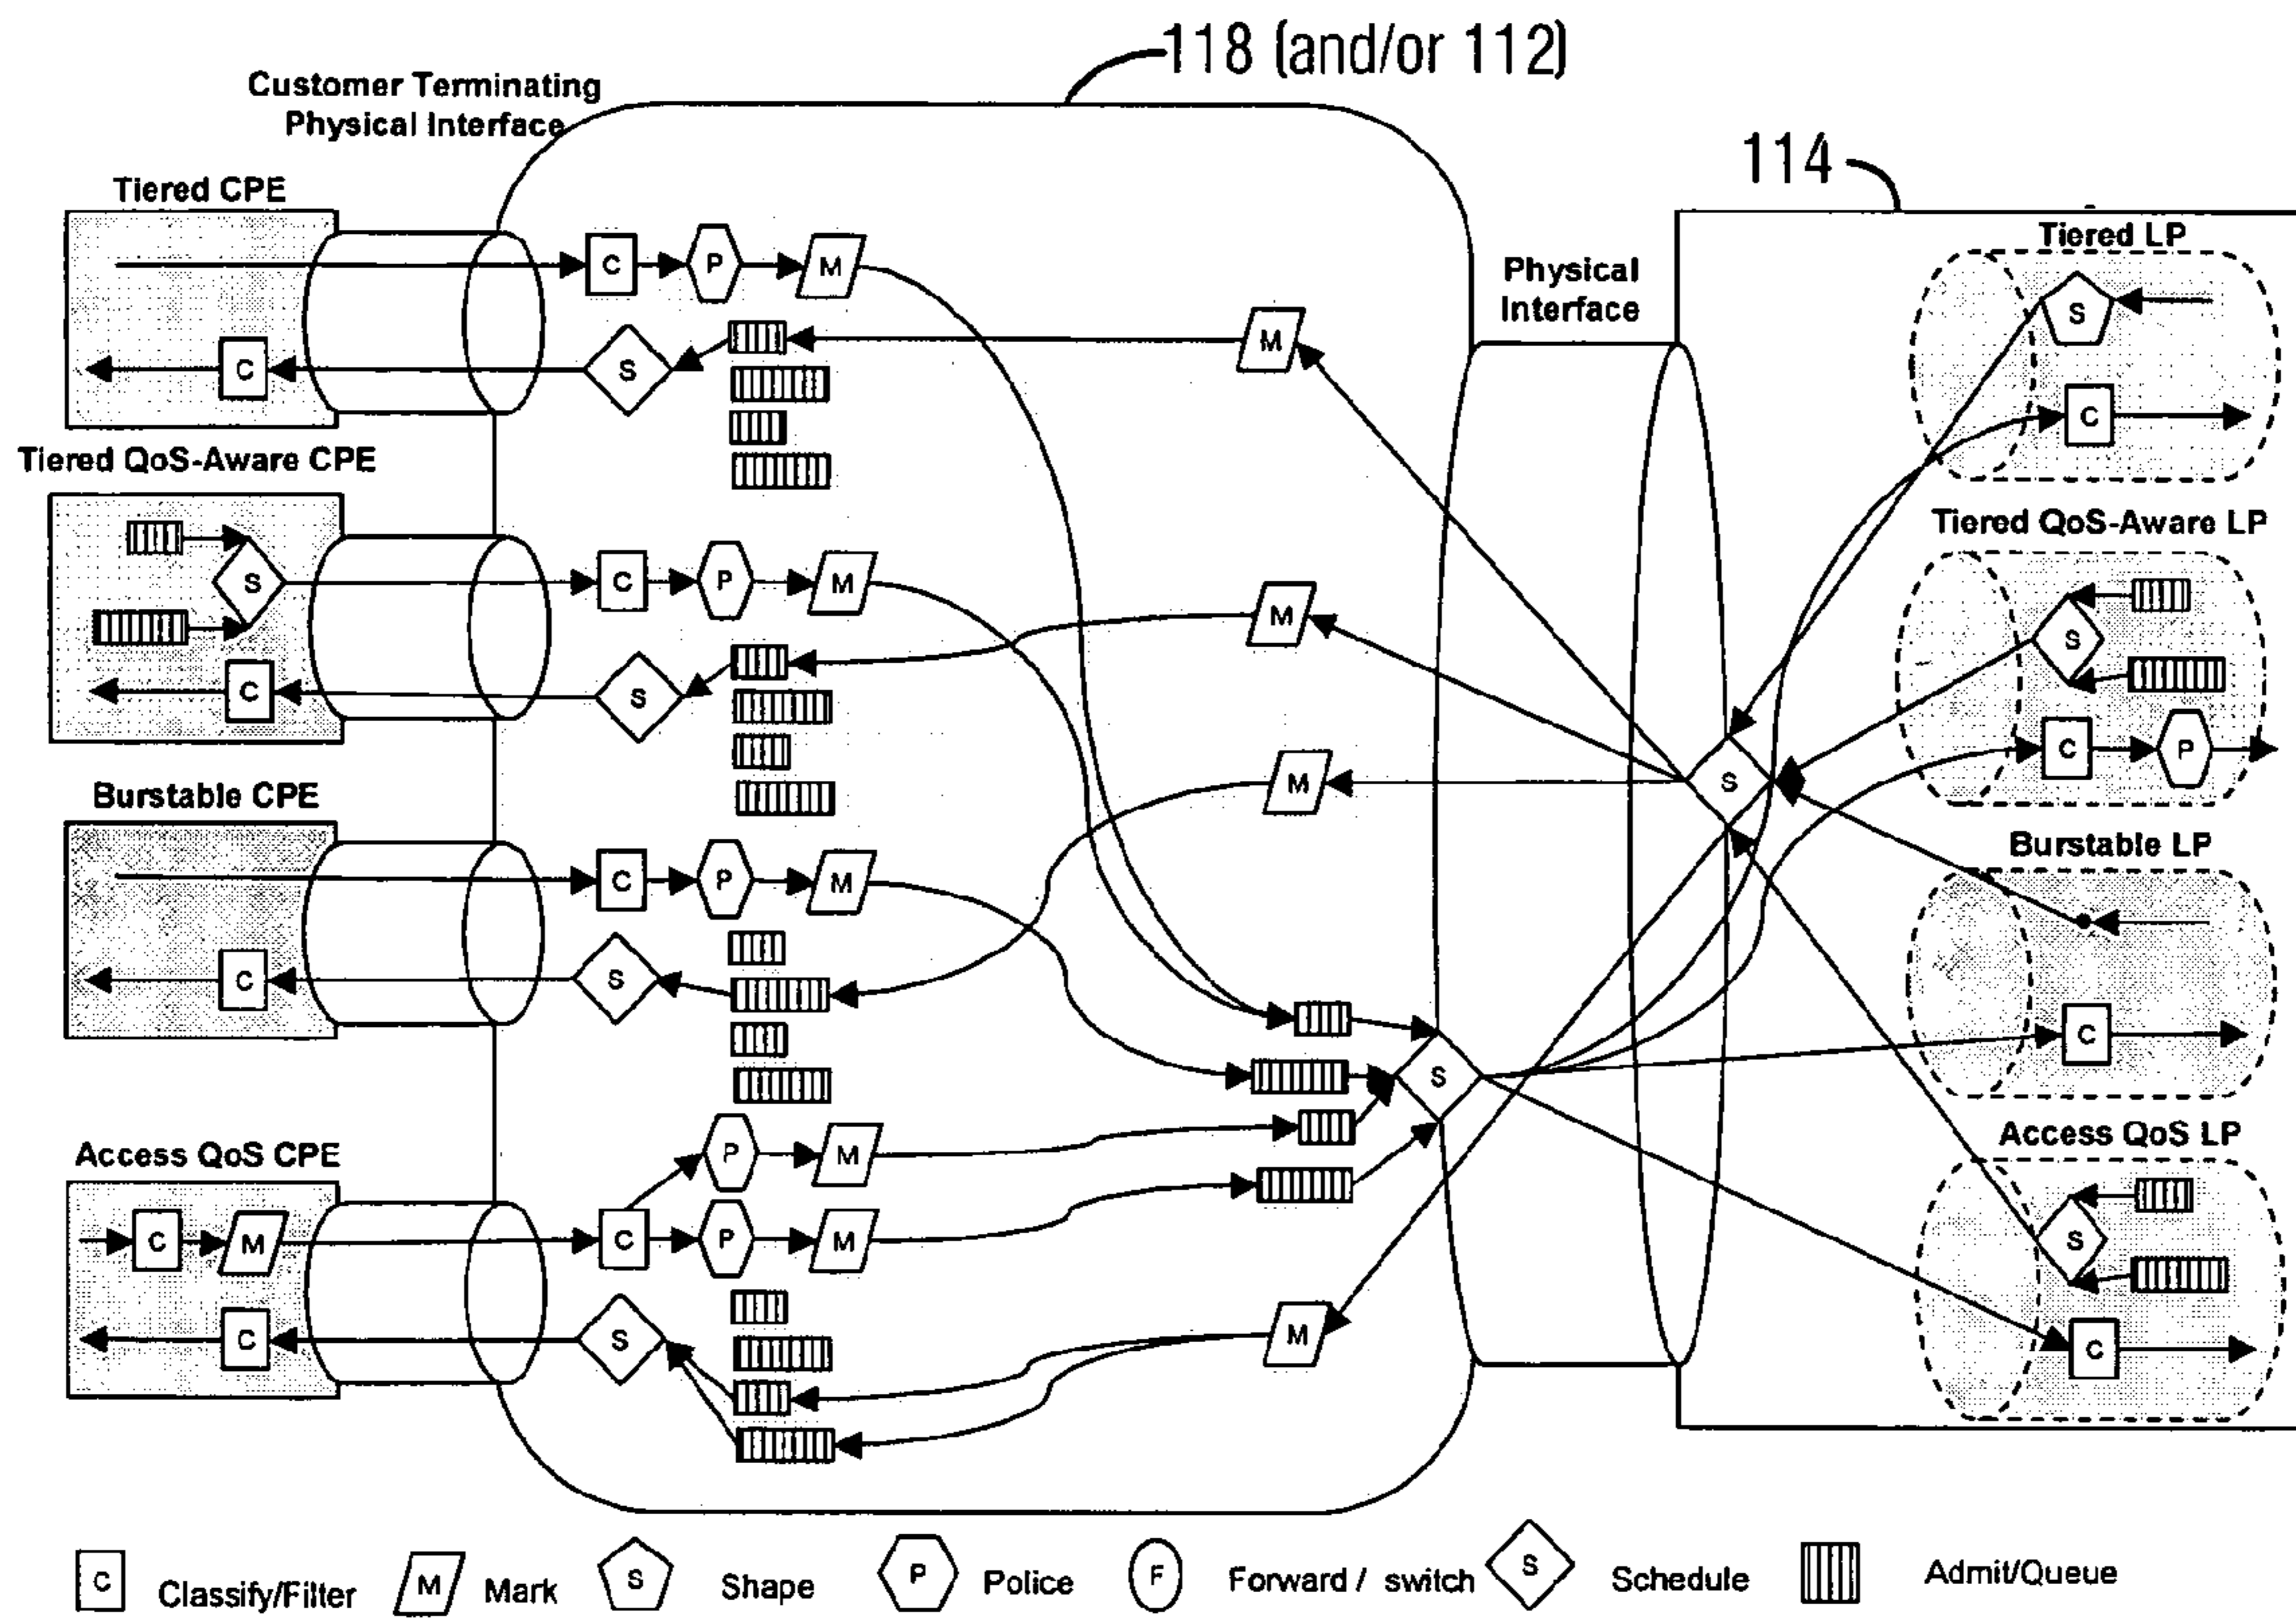 118 (and/or 112)
Customer Terminating
Physical Interface
114
Tiered CPE
Tiered LP
C P M
S
Physical
Interface
M
S
C
C
Tiered QoS-Aware CPE
Tiered QoS-Aware LP
S
C P M
M
S
C
S
C P
S
M
Burstable CPE
Burstable LP
C P M
C
S
C
S
P M
Access QoS CPE
Access QoS LP
C M
C P M
S
C
S
M
C
C Classify/Filter M Mark S Shape P Police F Forward / switch S Schedule Admit/Queue